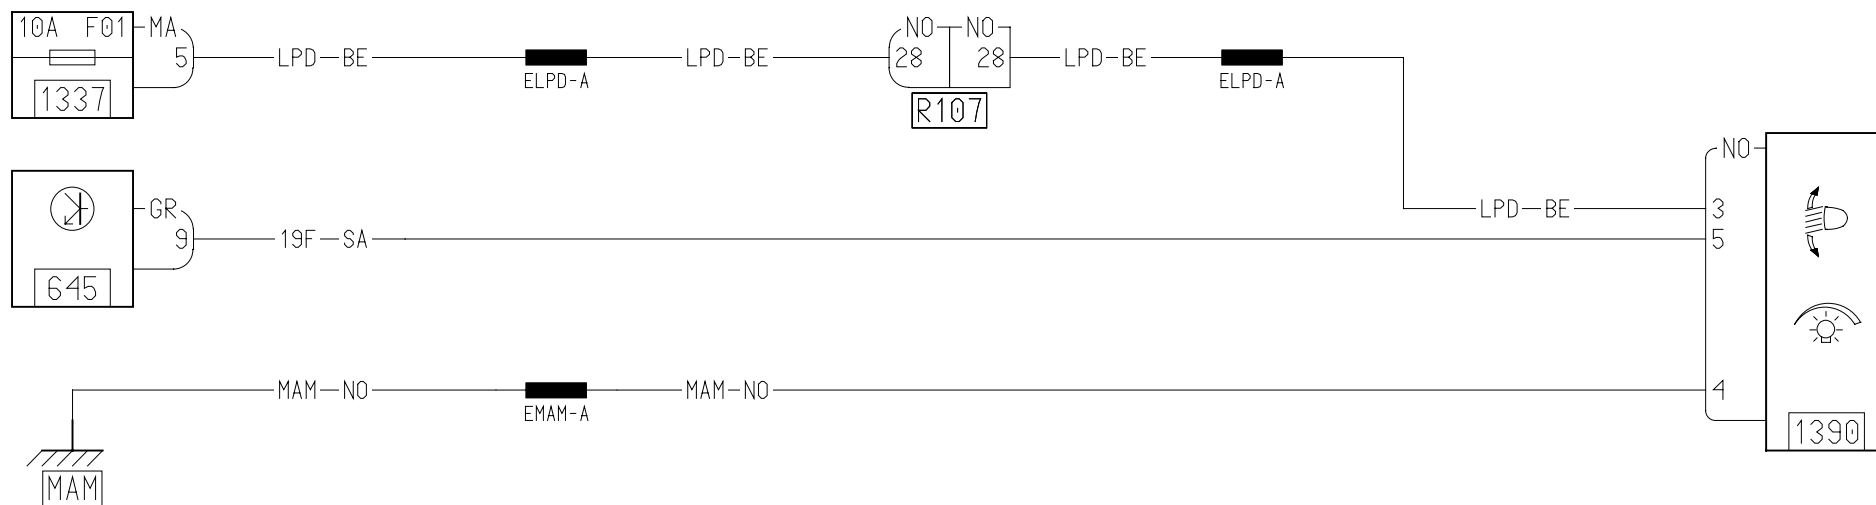 10A F01 MA NO NO
5 LPD-BE LPD-BE 28 28 LPD-BE
ELPD-A ELPD-A
1337 R107
NO
GR LPD-BE 3
9 19F-SA 5
645
MAM-NO MAM-NO 4
EMAM-A
1390
MAM